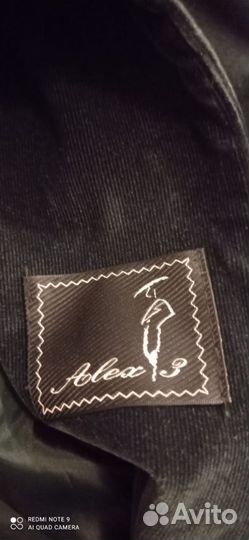 Alex 3
REDMI NOTE 9
AI QUAD CAMERA
Avito